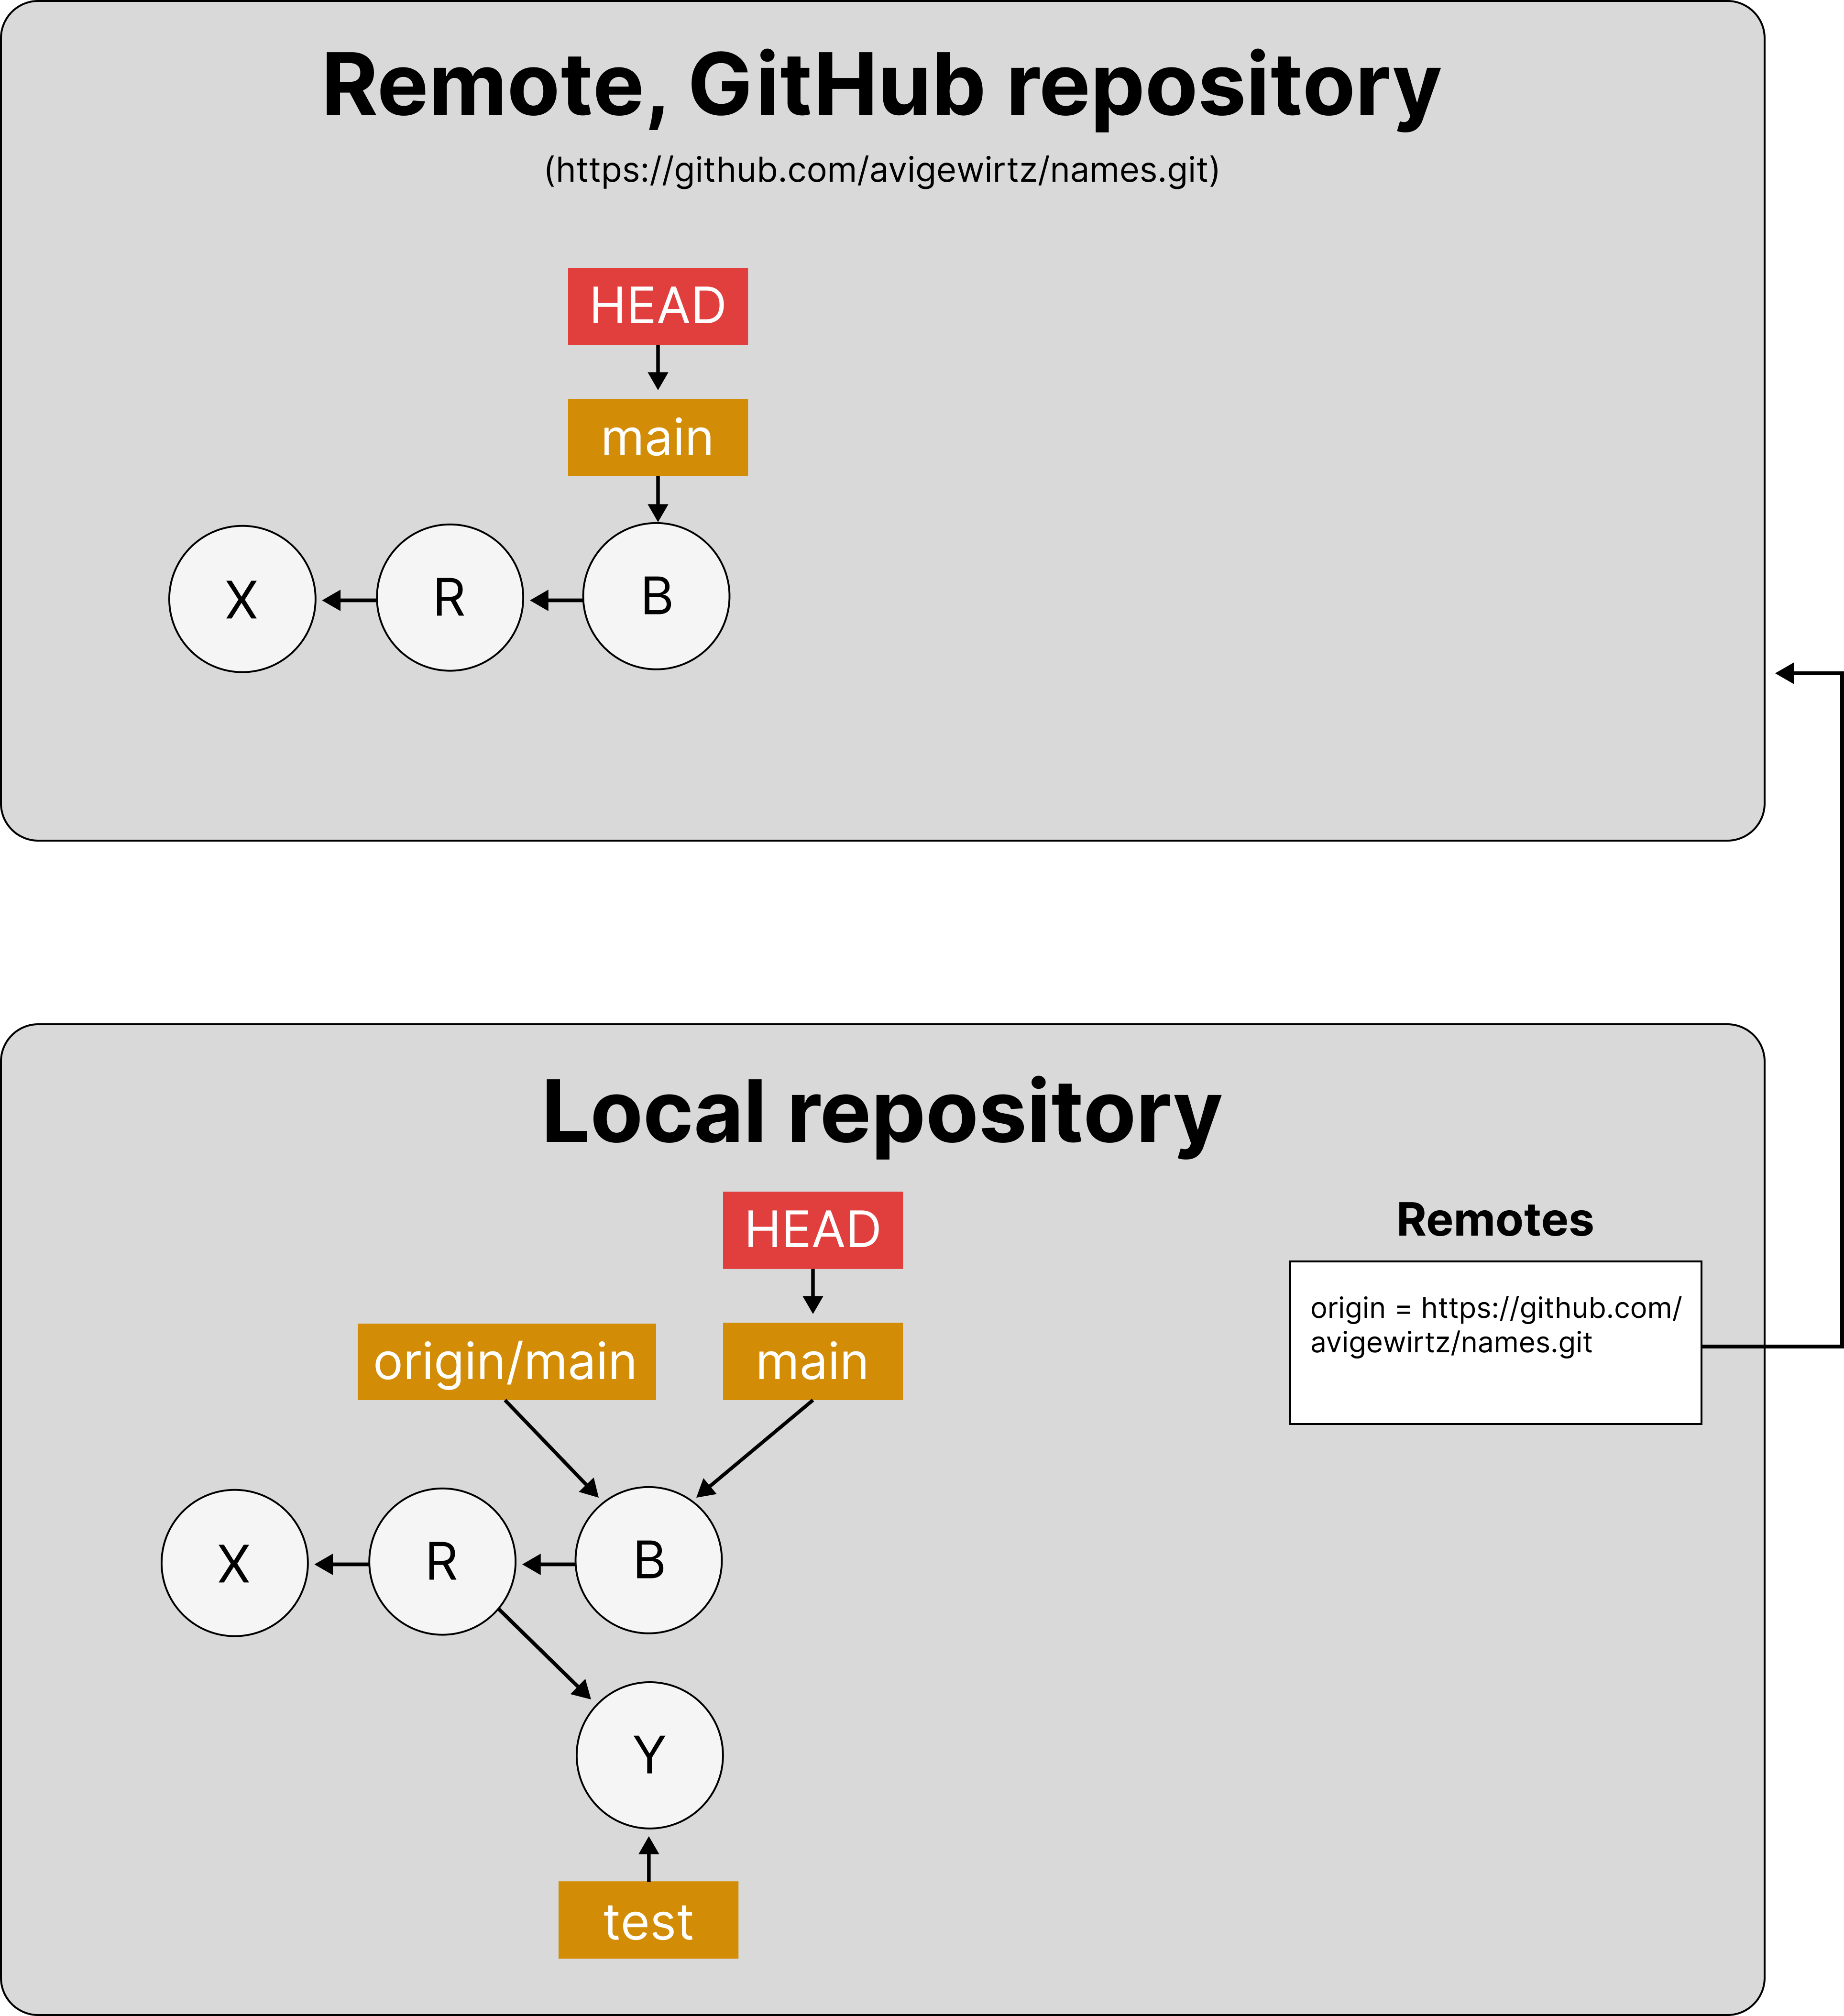 Remote, GitHub repository
(https://github.com/avigewirtz/names.git)
HEAD
main
X
R
B
Local repository
HEAD
Remotes
origin = https://github.com/
avigewirtz/names.git
origin/main
main
X
R
B
Y
test